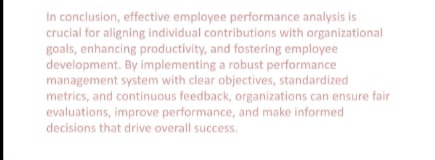 In conclusion, effective employee performance analysis is
crucial for aligning individual contributions with organizational
goals, enhancing productivity, and fostering employee
development. By implementing a robust performance
management system with clear objectives, standardized
metrics, and continuous feedback, organizations can ensure fair
evaluations, improve performance, and make informed
decisions that drive overall success.